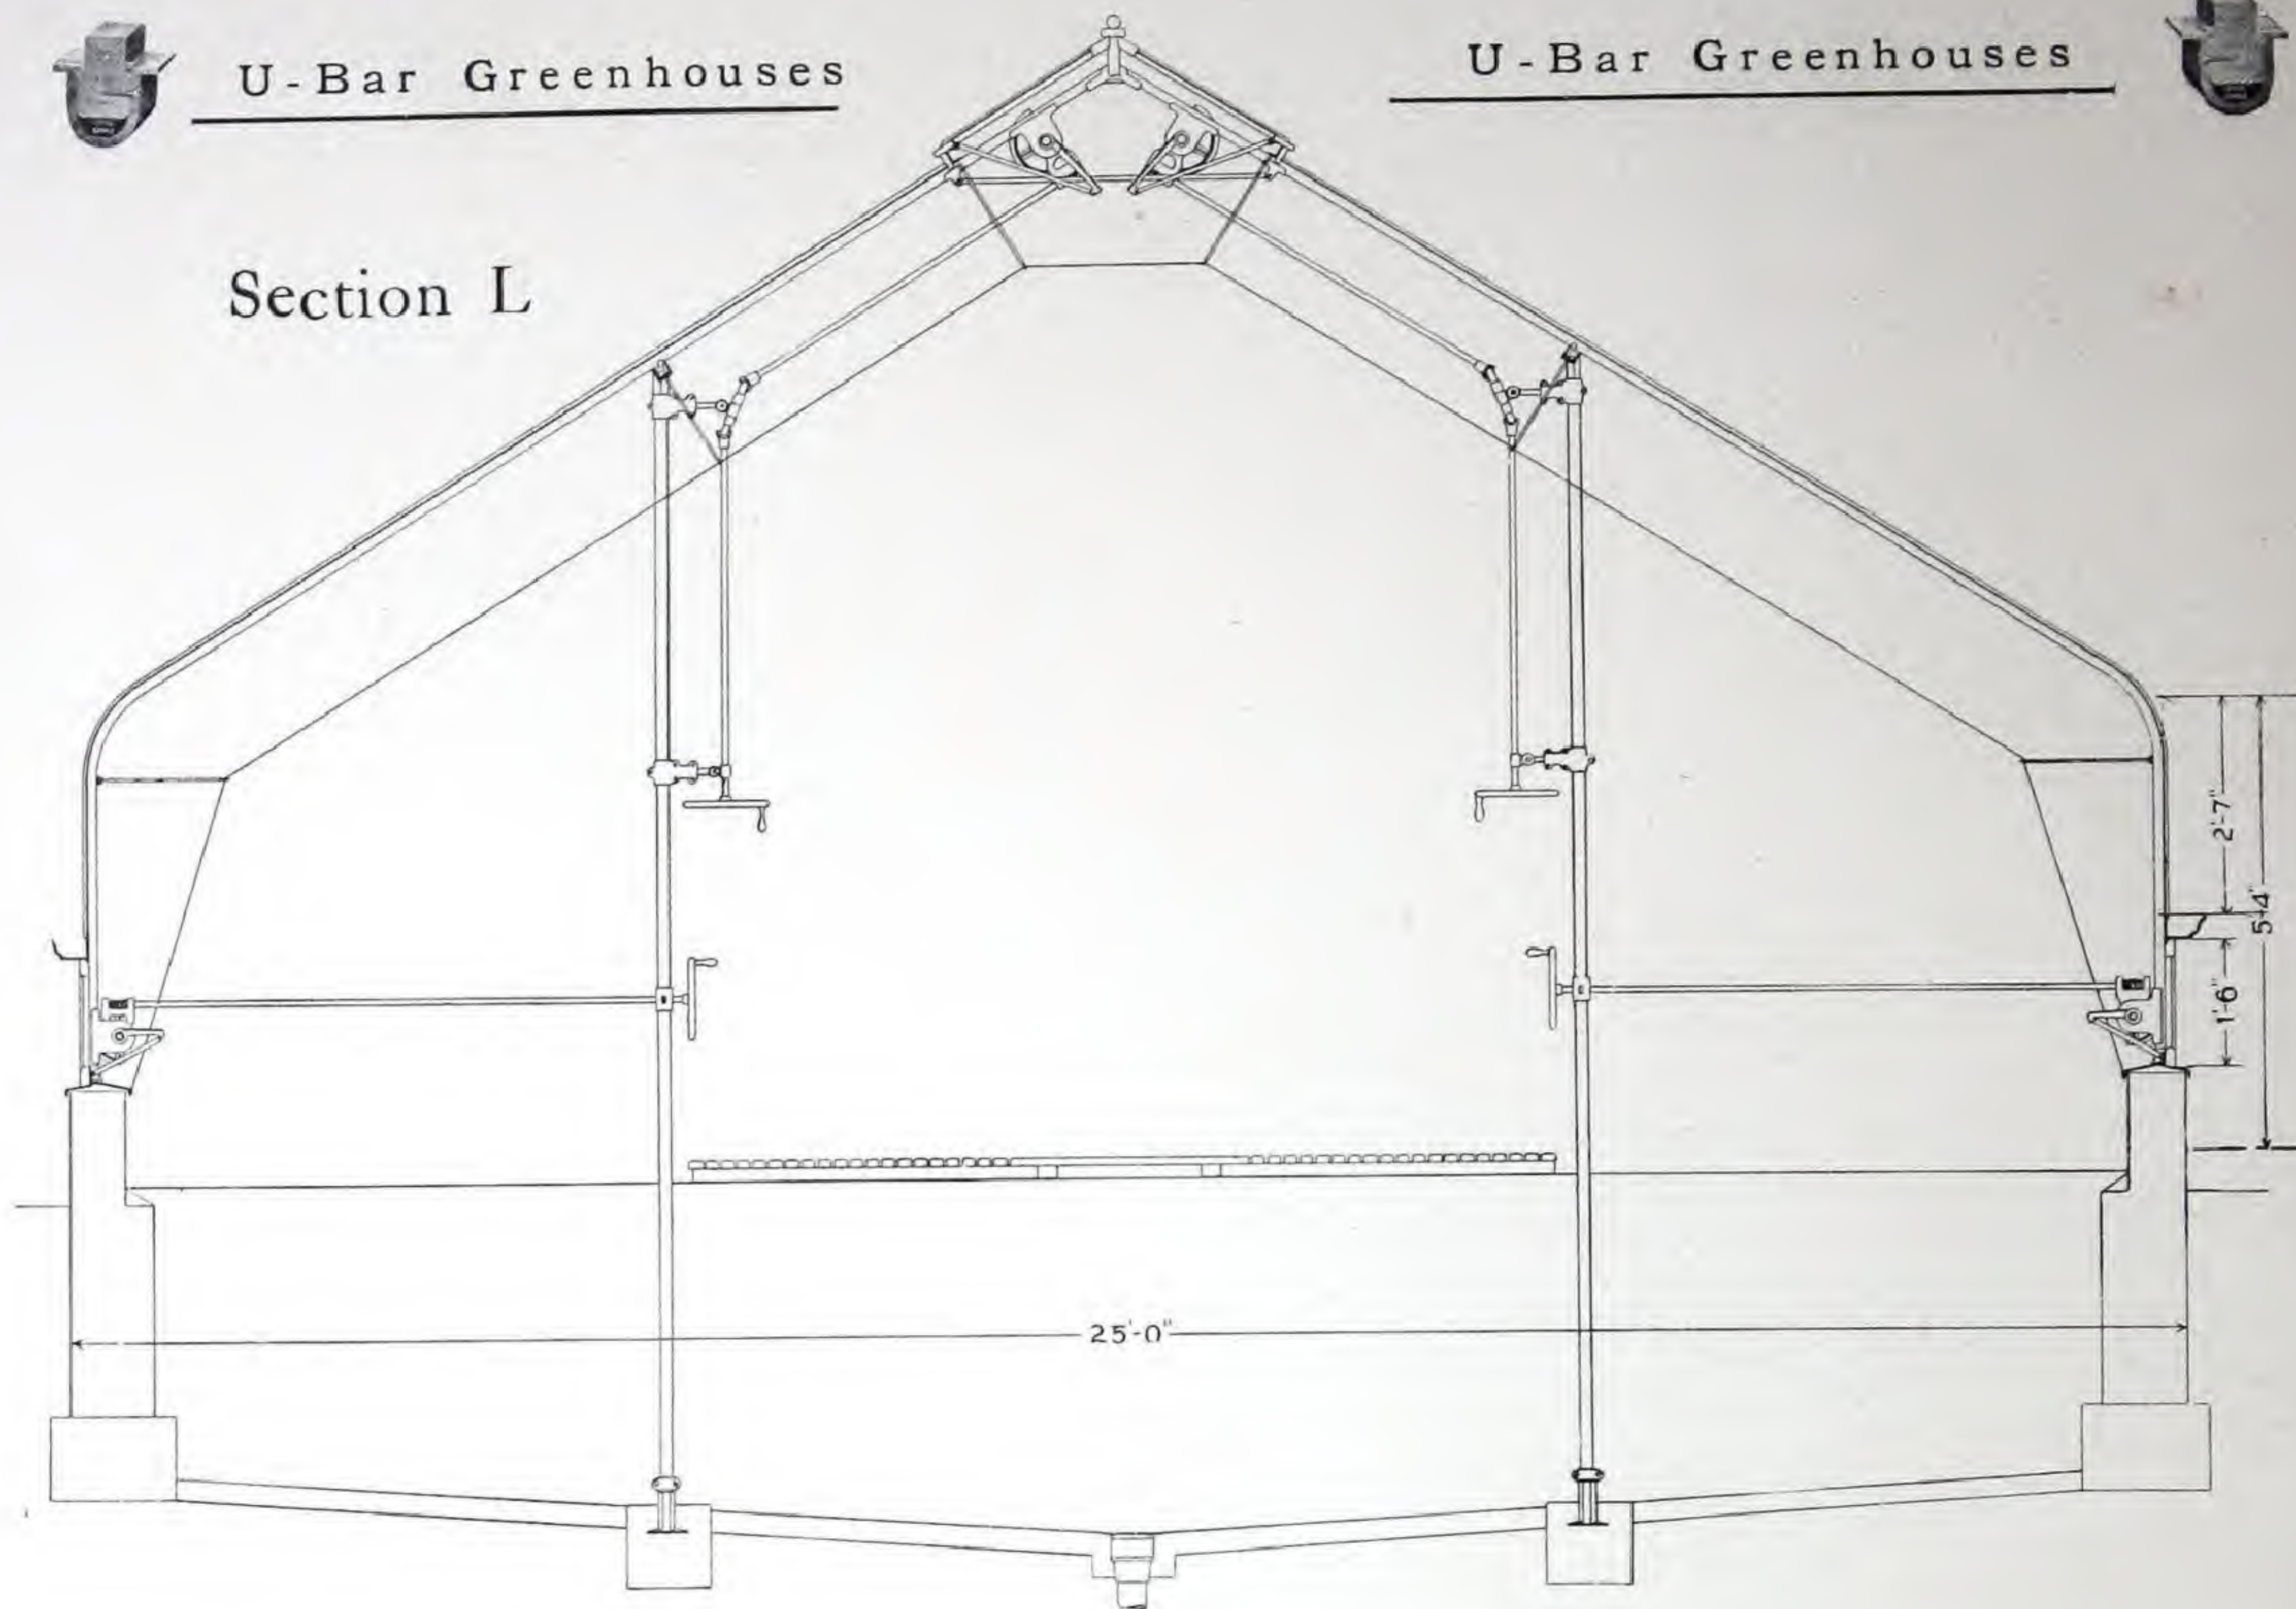 U-Bar Greenhouses
U-Bar Greenhouses
Section L
2'-7"
5'-4"
1'-6"
25'-0"